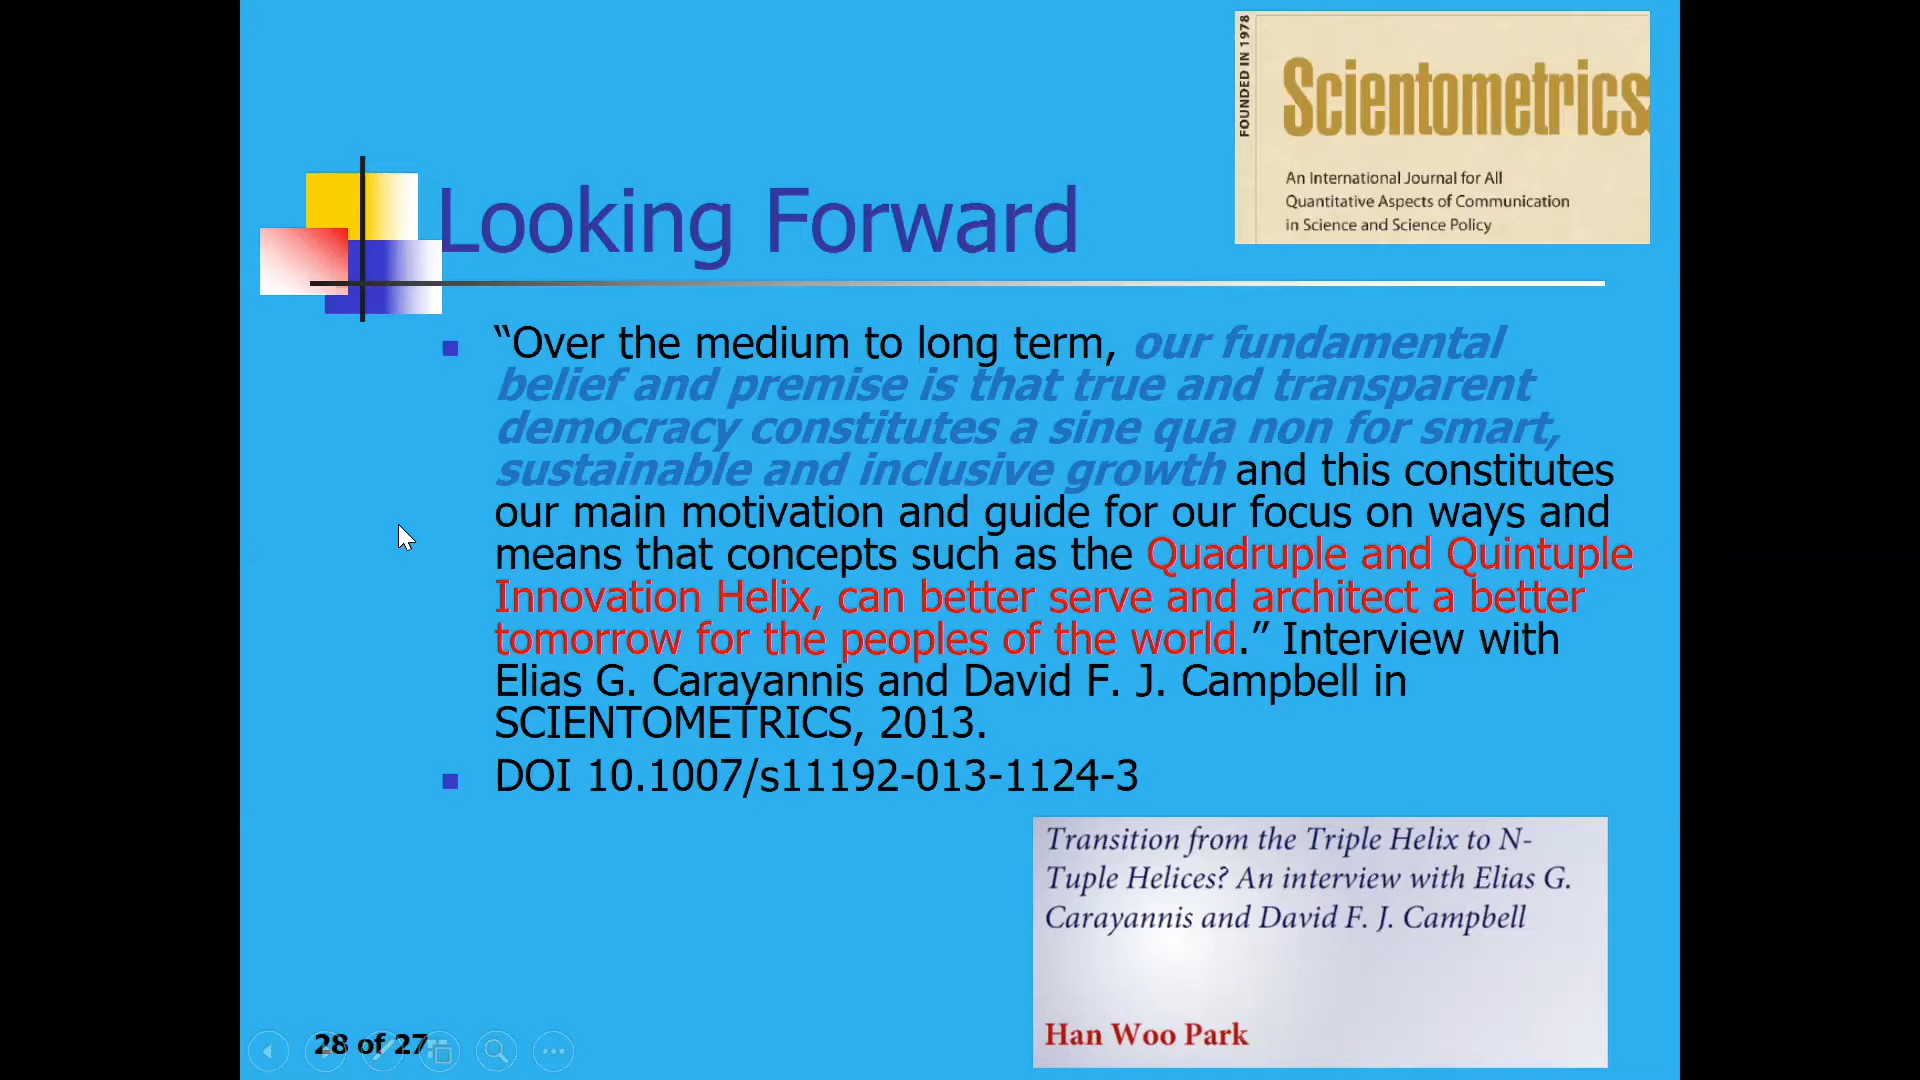 FOUNDED IN 1978
Scientometrics
An International Journal for All
Quantitative Aspects of Communication
in Science and Science Policy
Looking Forward
“Over the medium to long term, our fundamental
belief and premise is that true and transparent
democracy constitutes a sine qua non for smart,
sustainable and inclusive growth and this constitutes
our main motivation and guide for our focus on ways and
means that concepts such as the Quadruple and Quintuple
Innovation Helix, can better serve and architect a better
tomorrow for the peoples of the world.” Interview with
Elias G. Carayannis and David F. J. Campbell in
SCIENTOMETRICS, 2013.
DOI 10.1007/s11192-013-1124-3
Transition from the Triple Helix to N-
Tuple Helices? An interview with Elias G.
Carayannis and David F. J. Campbell
Han Woo Park
28 of 27